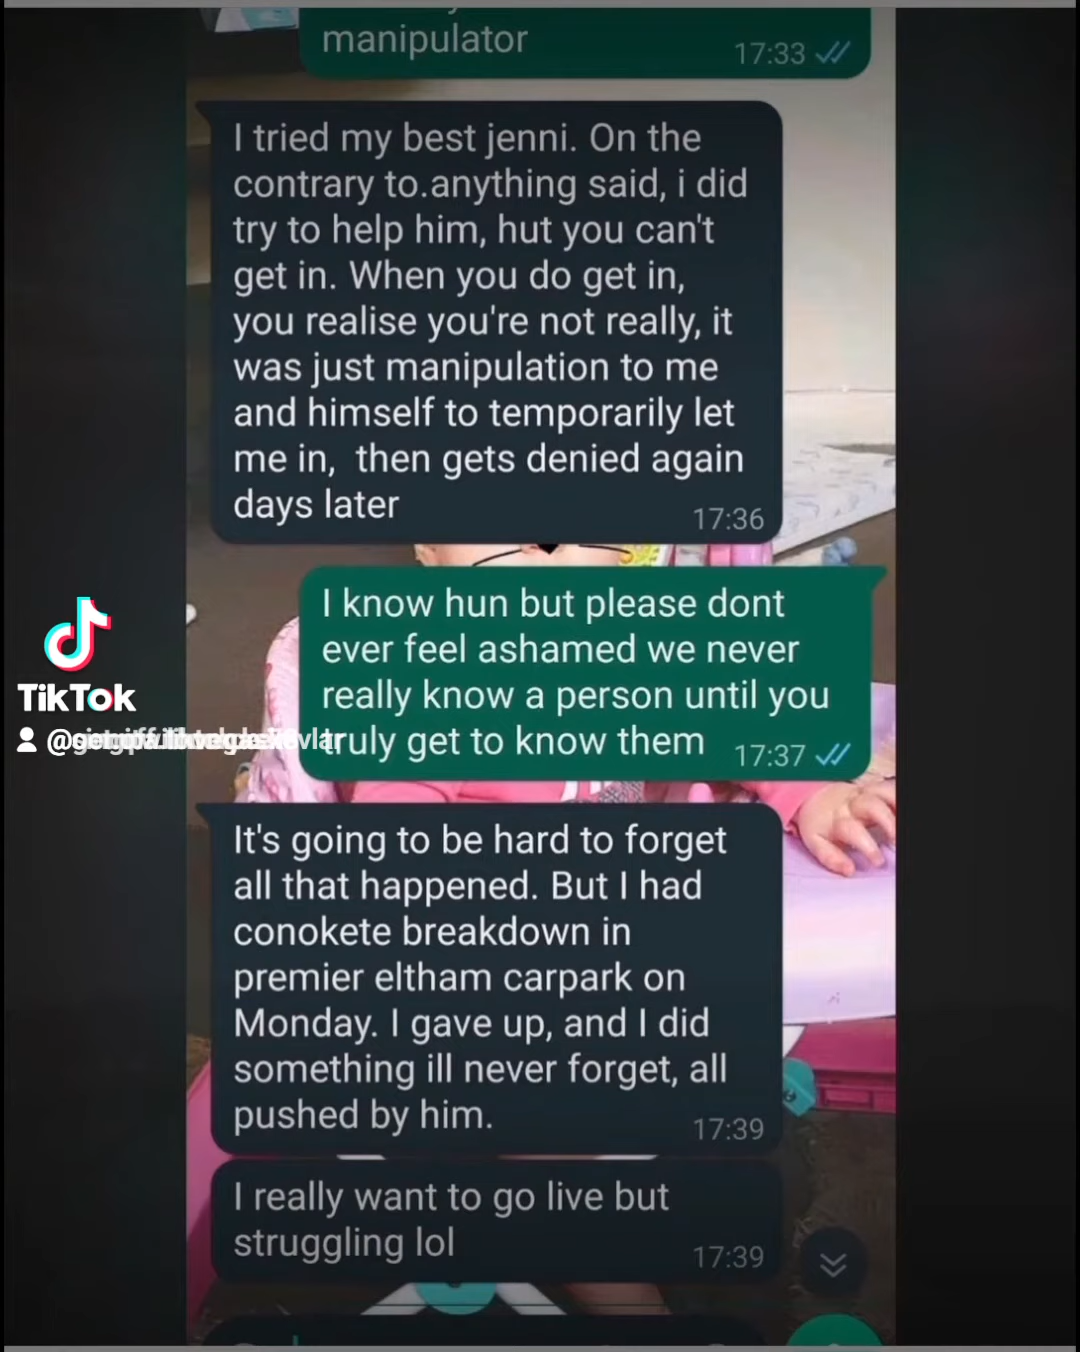 manipulator
17:33
I tried my best jenni. On the
contrary to.anything said, i did
try to help him, hut you can't
get in. When you do get in,
you realise you're not really, it
was just manipulation to me
and himself to temporarily let
me in,  then gets denied again
days later
17:36
I know hun but please dont
ever feel ashamed we never
really know a person until you
truly get to know them
17:37
TikTok
It's going to be hard to forget
all that happened. But I had
conokete breakdown in
premier eltham carpark on
Monday. I gave up, and I did
something ill never forget, all
pushed by him.
17:39
I really want to go live but
struggling lol
17:39